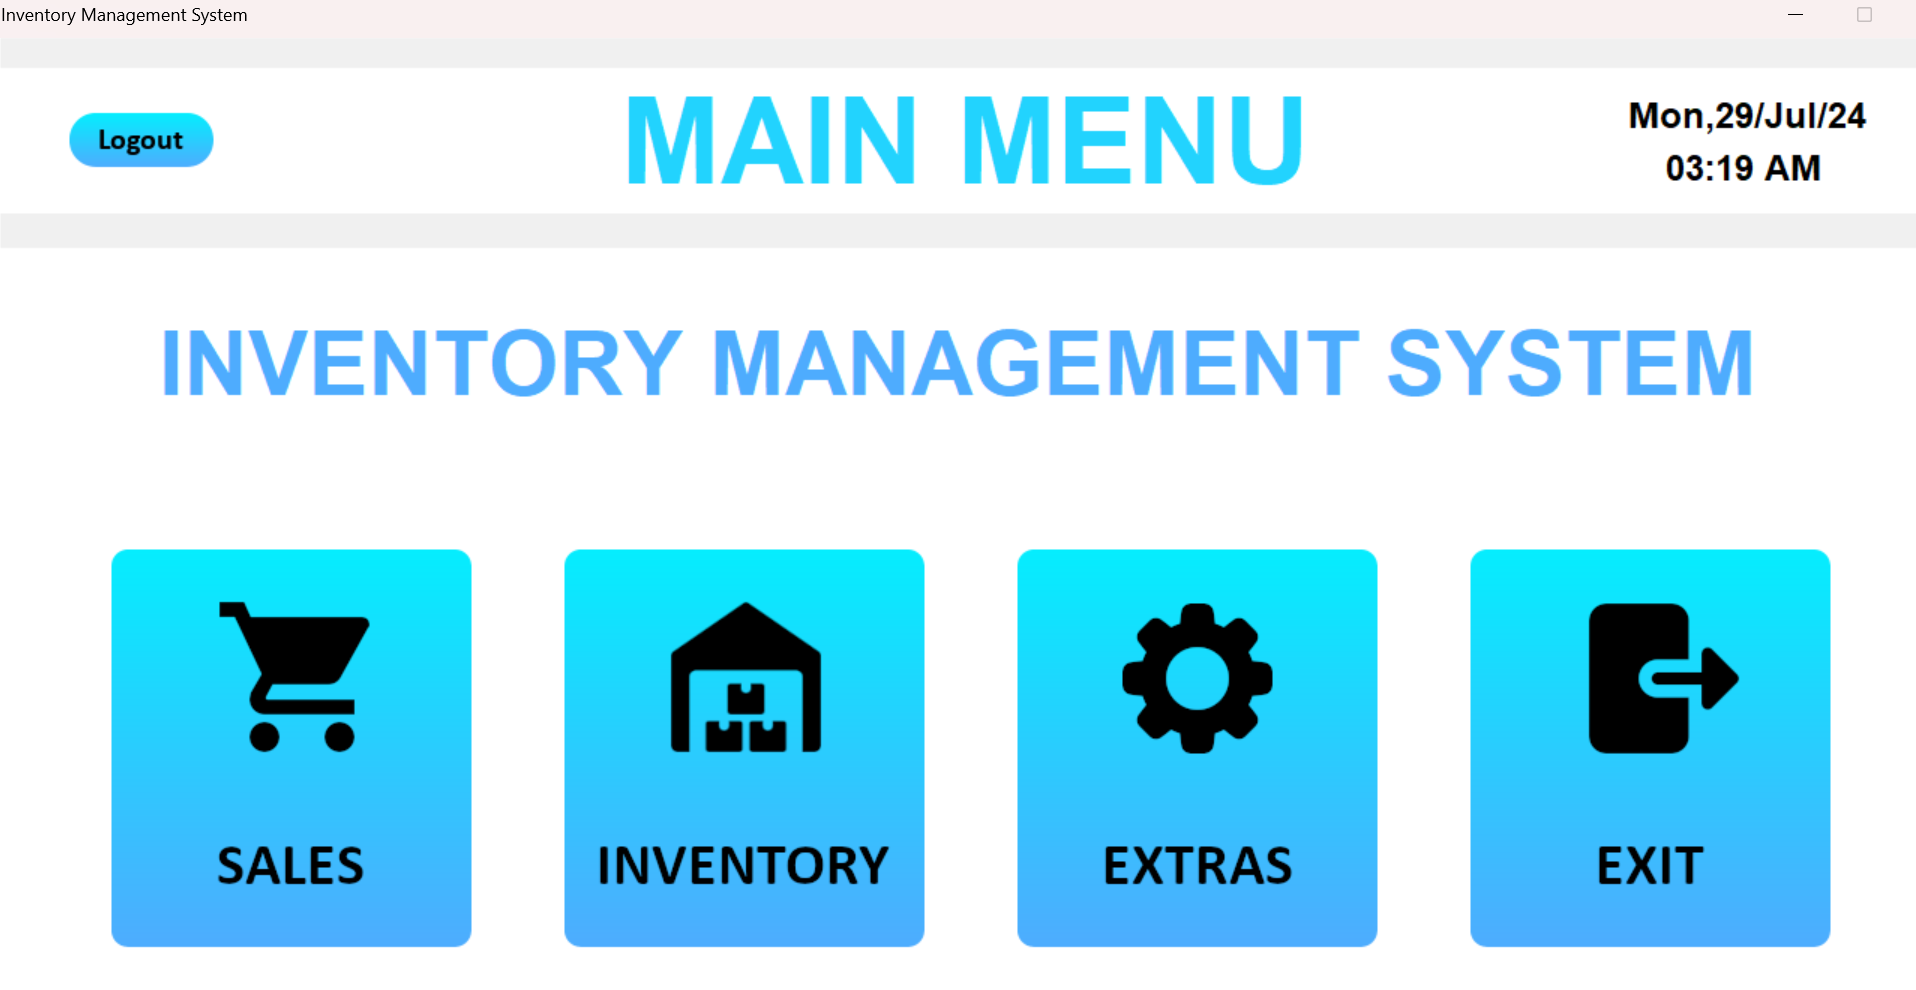 Inventory Management System
Logout
MAIN MENU
Mon,29/Jul/24
03:19 AM
INVENTORY MANAGEMENT SYSTEM
SALES
INVENTORY
EXTRAS
EXIT